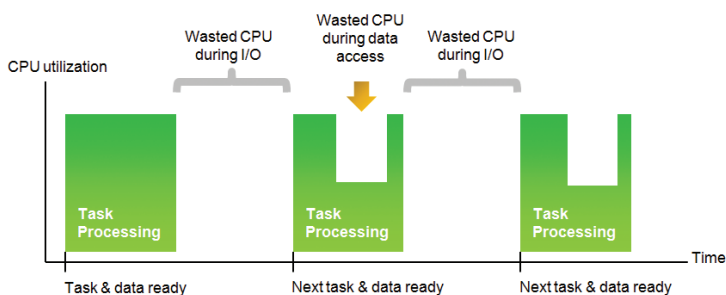 Wasted CPU
during I/O
Wasted CPU
during data
access
Wasted CPU
during I/O
CPU utilization
Task
Processing
Task
Processing
Task
Processing
Time
Task & data ready
Next task & data ready
Next task & data ready